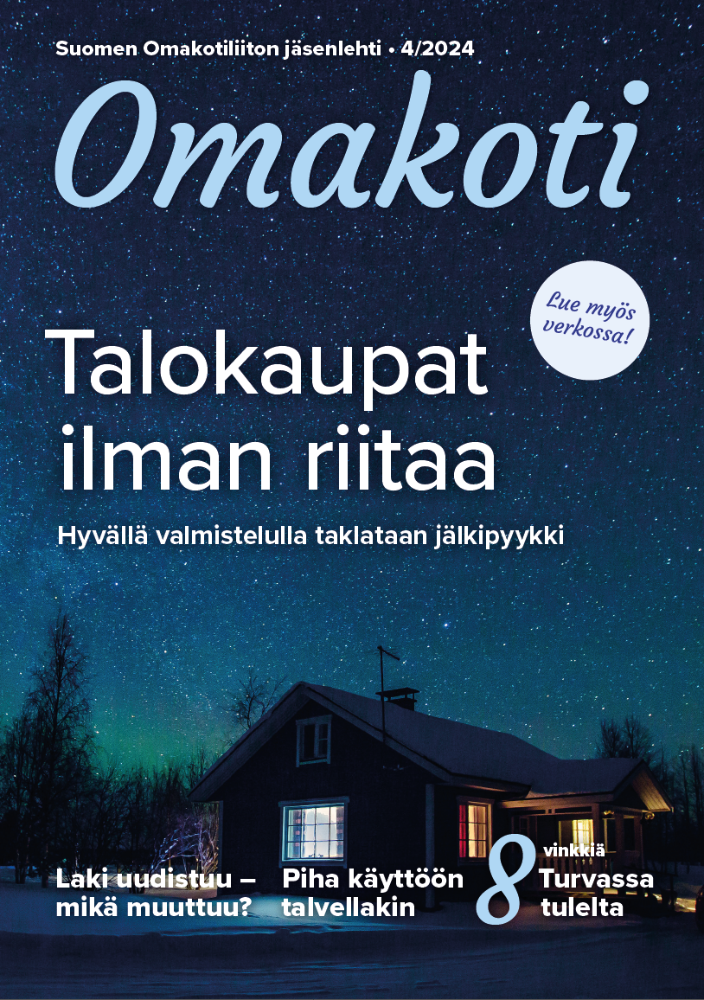 Suomen Omakotiliiton jäsenlehti • 4/2024
Omakoti
Lue myös
verkossa!
Talokaupat
ilman riitaa
Hyvällä valmistelulla taklataan jälkipyykki
Laki uudistuu –
mikä muuttuu?
Piha käyttöön
talvellakin
8 vinkkiä
Turvassa
tulelta